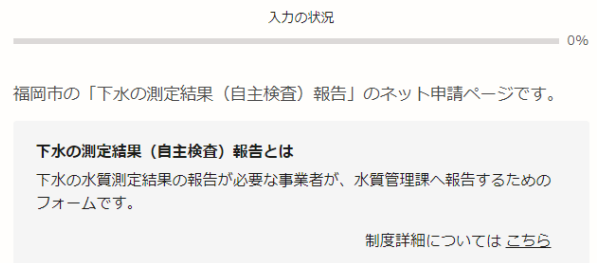 入力の状況
0%
福岡市の「下水の測定結果（自主検査）報告」のネット申請ページです。
下水の測定結果（自主検査）報告とは
下水の水質測定結果の報告が必要な事業者が、水質管理課へ報告するための
フォームです。
制度詳細については こちら